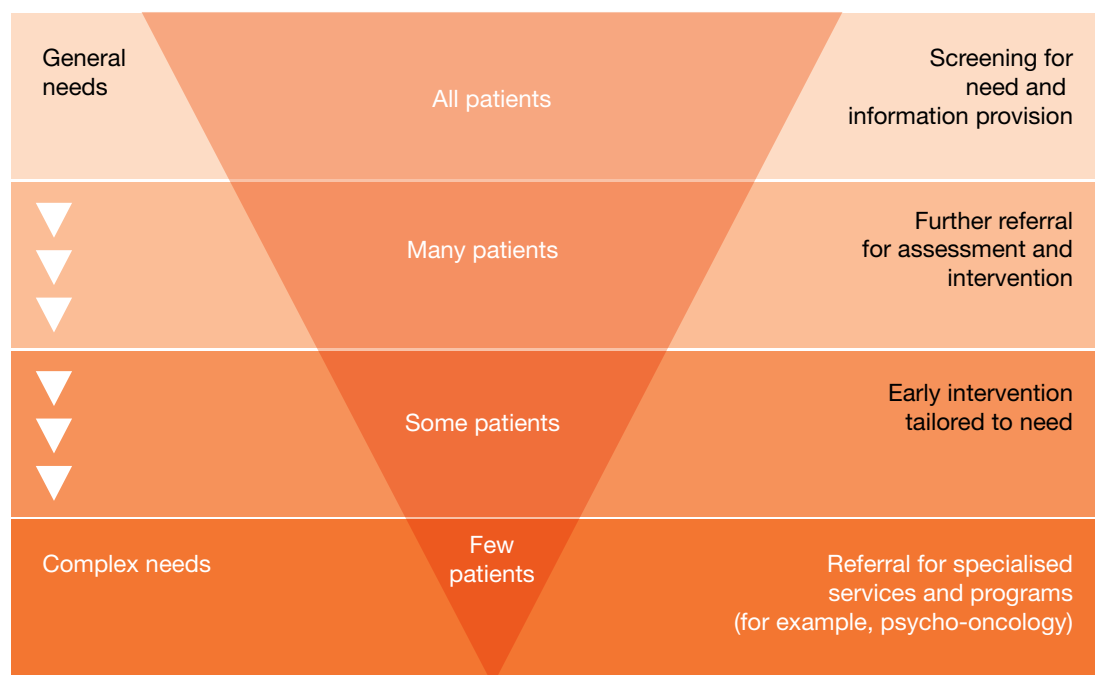 General
needs
All patients
Screening for
need and
information provision
Many patients
Further referral
for assessment and
intervention
Some patients
Early intervention
tailored to need
Complex needs
Few
patients
Referral for specialised
services and programs
(for example, psycho-oncology)